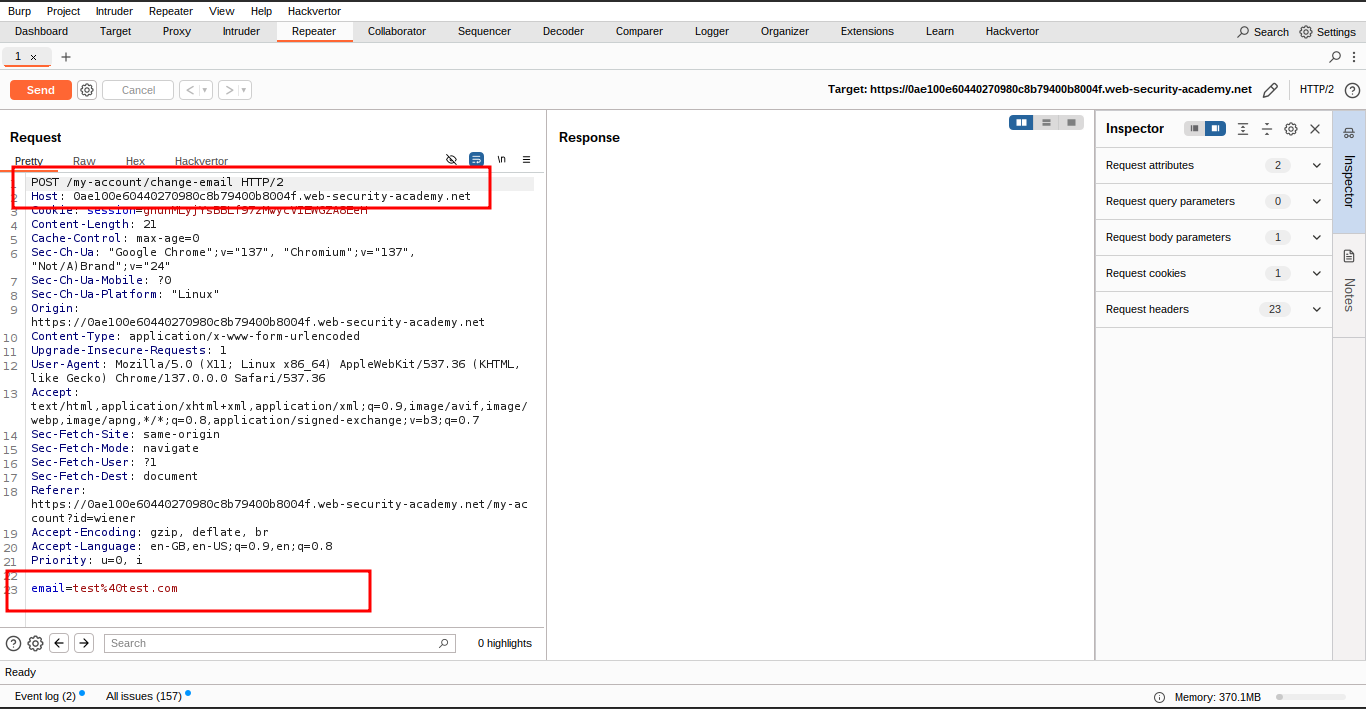 Burp Project Intruder Repeater View Help Hackvertor
Dashboard Target Proxy Intruder Repeater Collaborator Sequencer Decoder Comparer Logger Organizer Extensions Learn Hackvertor Search Settings
1 × +
Send Cancel < > Target: https://0ae100e60440270980c8b79400b8004f.web-security-academy.net HTTP/2
Request
Pretty Raw Hex Hackvertor \n
1 POST /my-account/change-email HTTP/2
2 Host: 0ae100e60440270980c8b79400b8004f.web-security-academy.net
3 Cookie:
4 Content-Length: 21
5 Cache-Control: max-age=0
6 Sec-Ch-Ua: "Google Chrome";v="137", "Chromium";v="137",
"Not/A)Brand";v="24"
7 Sec-Ch-Ua-Mobile: ?0
8 Sec-Ch-Ua-Platform: "Linux"
9 Origin:
https://0ae100e60440270980c8b79400b8004f.web-security-academy.net
10 Content-Type: application/x-www-form-urlencoded
11 Upgrade-Insecure-Requests: 1
12 User-Agent: Mozilla/5.0 (X11; Linux x86_64) AppleWebKit/537.36 (KHTML,
like Gecko) Chrome/137.0.0.0 Safari/537.36
13 Accept:
text/html,application/xhtml+xml,application/xml;q=0.9,image/avif,image/
webp,image/apng,*/*;q=0.8,application/signed-exchange;v=b3;q=0.7
14 Sec-Fetch-Site: same-origin
15 Sec-Fetch-Mode: navigate
16 Sec-Fetch-User: ?1
17 Sec-Fetch-Dest: document
18 Referer:
https://0ae100e60440270980c8b79400b8004f.web-security-academy.net/my-ac
count?id=wiener
19 Accept-Encoding: gzip, deflate, br
20 Accept-Language: en-GB,en-US;q=0.9,en;q=0.8
21 Priority: u=0, i
22
23 email=test%40test.com
Search 0 highlights
Response
Inspector
Request attributes 2
Request query parameters 0
Request body parameters 1
Request cookies 1
Request headers 23
Inspector
Notes
Ready
Event log (2) All issues (157) Memory: 370.1MB